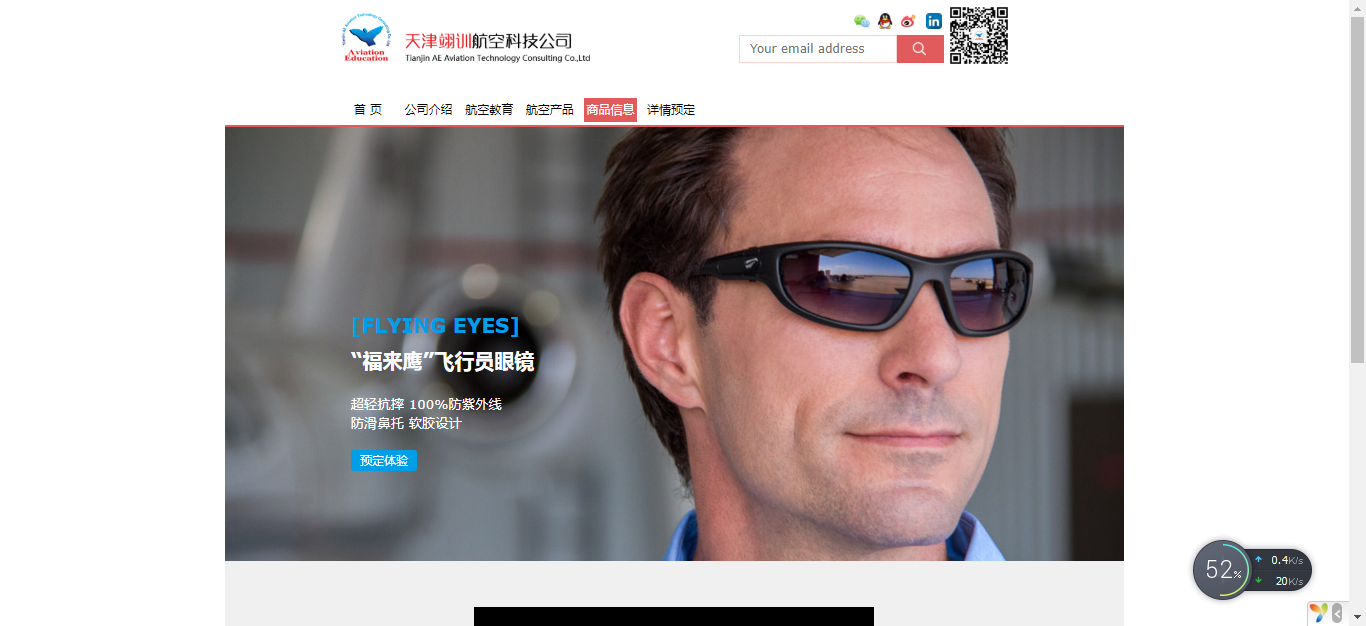 Aviation
Education
天津翊训航空科技公司
Tianjin AE Aviation Technology Consulting Co.,Ltd
Your email address
首 页 公司介绍 航空教育 航空产品 商品信息 详情预定
[FLYING EYES]
“福来鹰”飞行员眼镜
超轻抗摔 100%防紫外线
防滑鼻托 软胶设计
预定体验
52%
0.4K/s
20K/s